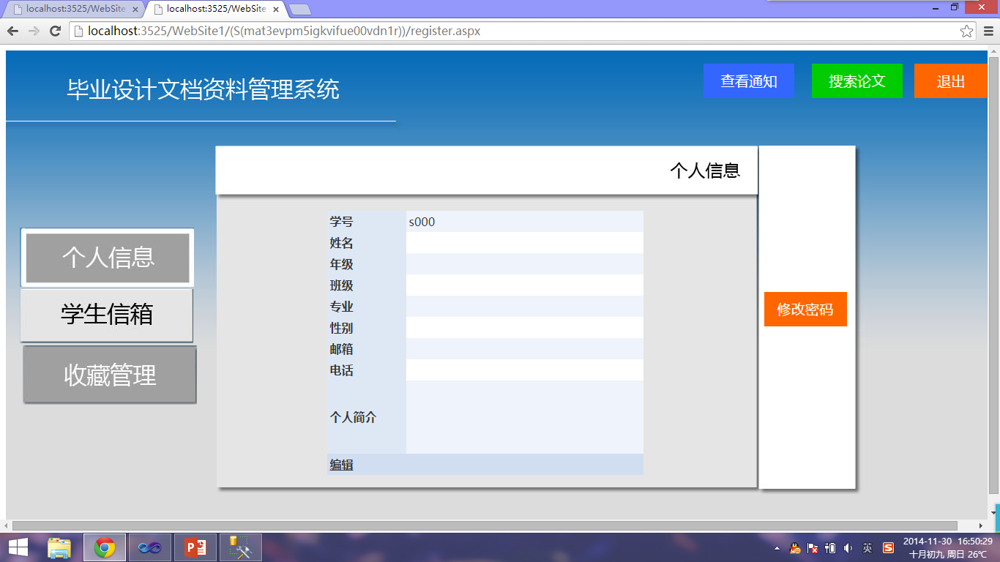 localhost:3525/WebSite
localhost:3525/WebSite
localhost:3525/WebSite1/(S(mat3evpm5igkvifue00vdn1r))/register.aspx
毕业设计文档资料管理系统
查看通知
搜索论文
退出
个人信息
个人信息
学生信箱
收藏管理
学号 s000
姓名
年级
班级
专业
性别
邮箱
电话
个人简介
编辑
修改密码
英
2014-11-30 16:50:29
十月初九 周日 26℃